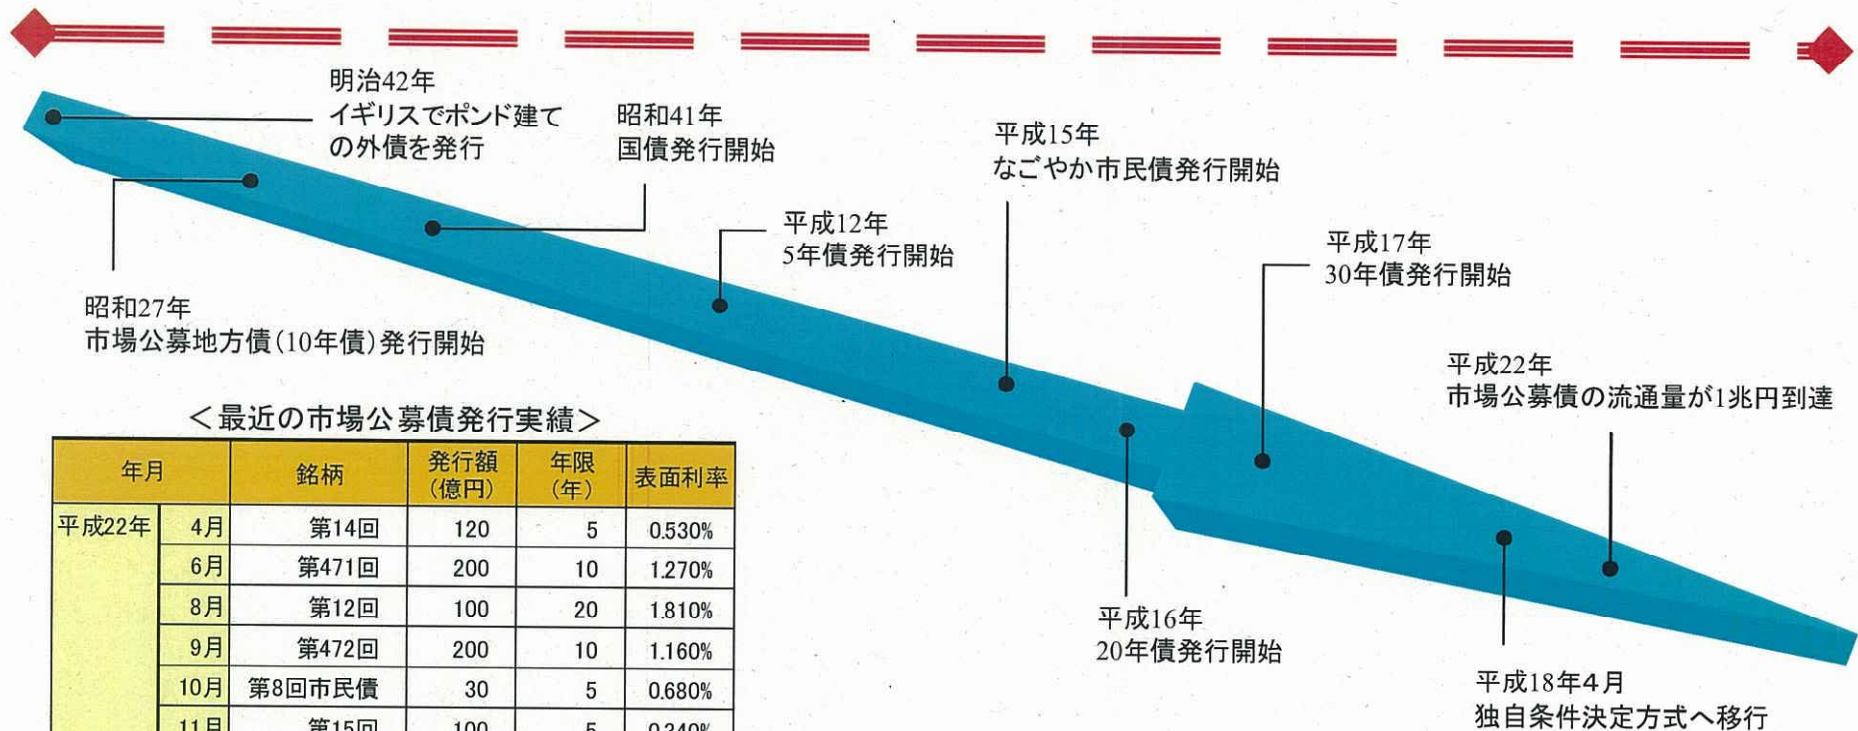 明治42年
イギリスでポンド建て
の外債を発行
昭和41年
国債発行開始
平成15年
なごやか市民債発行開始
平成12年
5年債発行開始
平成17年
30年債発行開始
昭和27年
市場公募地方債(10年債)発行開始
平成22年
市場公募債の流通量が1兆円到達
平成16年
20年債発行開始
平成18年4月
独自条件決定方式へ移行
<最近の市場公募債発行実績>
年月 銘柄 発行額(億円) 年限(年) 表面利率
平成22年 4月 第14回 120 5 0.530%
6月 第471回 200 10 1.270%
8月 第12回 100 20 1.810%
9月 第472回 200 10 1.160%
10月 第8回市民債 30 5 0.680%
11月 第15回 100 5 0.340%